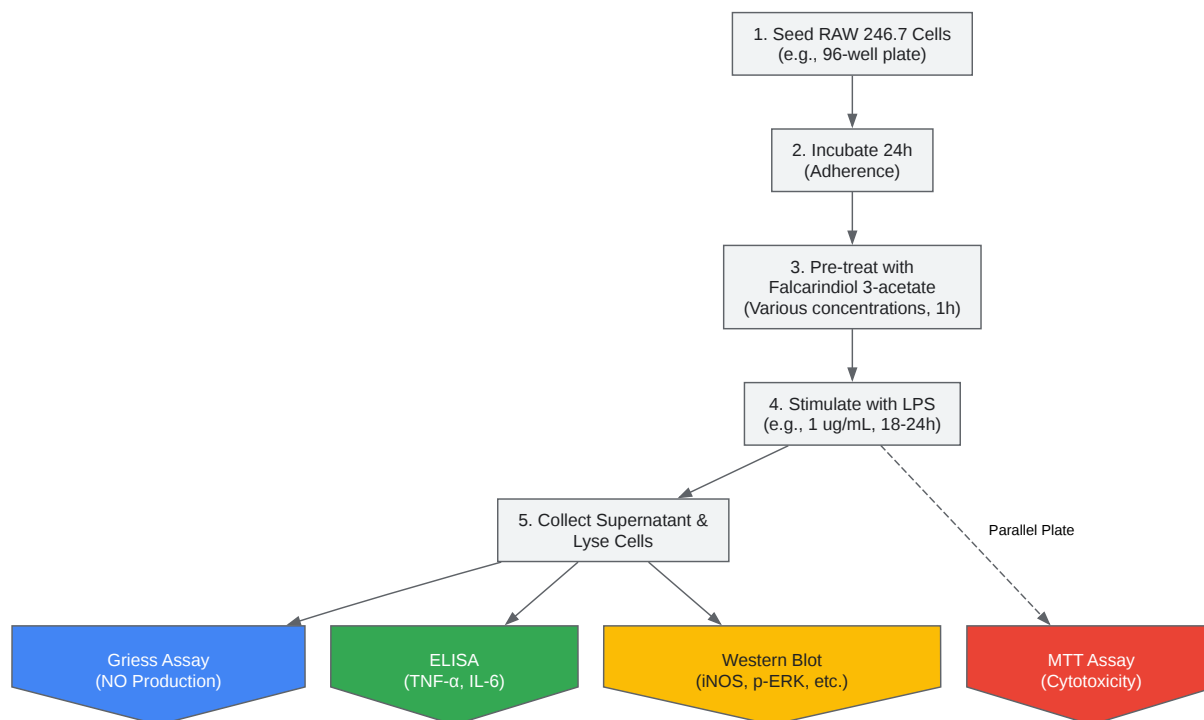 1. Seed RAW 246.7 Cells
(e.g., 96-well plate)
2. Incubate 24h
(Adherence)
3. Pre-treat with
Falcarindiol 3-acetate
(Various concentrations, 1h)
4. Stimulate with LPS
(e.g., 1 ug/mL, 18-24h)
5. Collect Supernatant &
Lyse Cells
Parallel Plate
Griess Assay
(NO Production)
ELISA
(TNF-α, IL-6)
Western Blot
(iNOS, p-ERK, etc.)
MTT Assay
(Cytotoxicity)